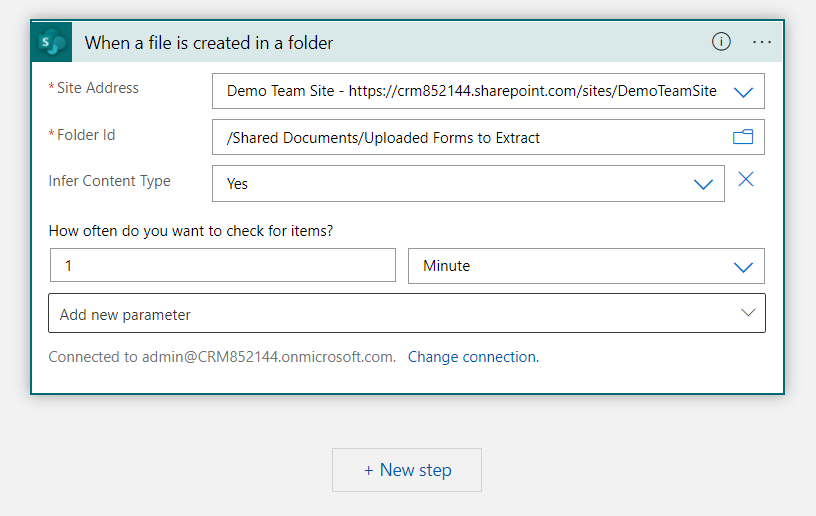 S
When a file is created in a folder
* Site Address
Demo Team Site - https://crm852144.sharepoint.com/sites/DemoTeamSite
* Folder Id
/Shared Documents/Uploaded Forms to Extract
Infer Content Type
Yes
How often do you want to check for items?
1
Minute
Add new parameter
Connected to admin@CRM852144.onmicrosoft.com. Change connection.
+ New step